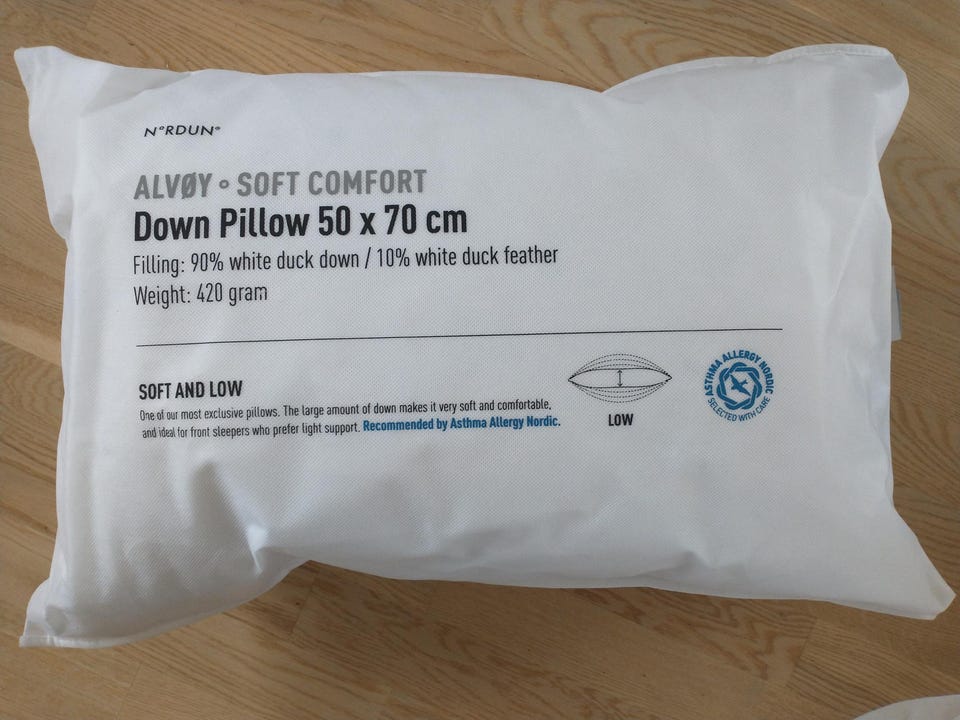 N°RDUN®
ALVØY ° SOFT COMFORT
Down Pillow 50 x 70 cm
Filling: 90% white duck down / 10% white duck feather
Weight: 420 gram
SOFT AND LOW
One of our most exclusive pillows. The large amount of down makes it very soft and comfortable,
and ideal for front sleepers who prefer light support. Recommended by Asthma Allergy Nordic.
LOW
ASTHMA ALLERGY NORDIC
SELECTED WITH CARE